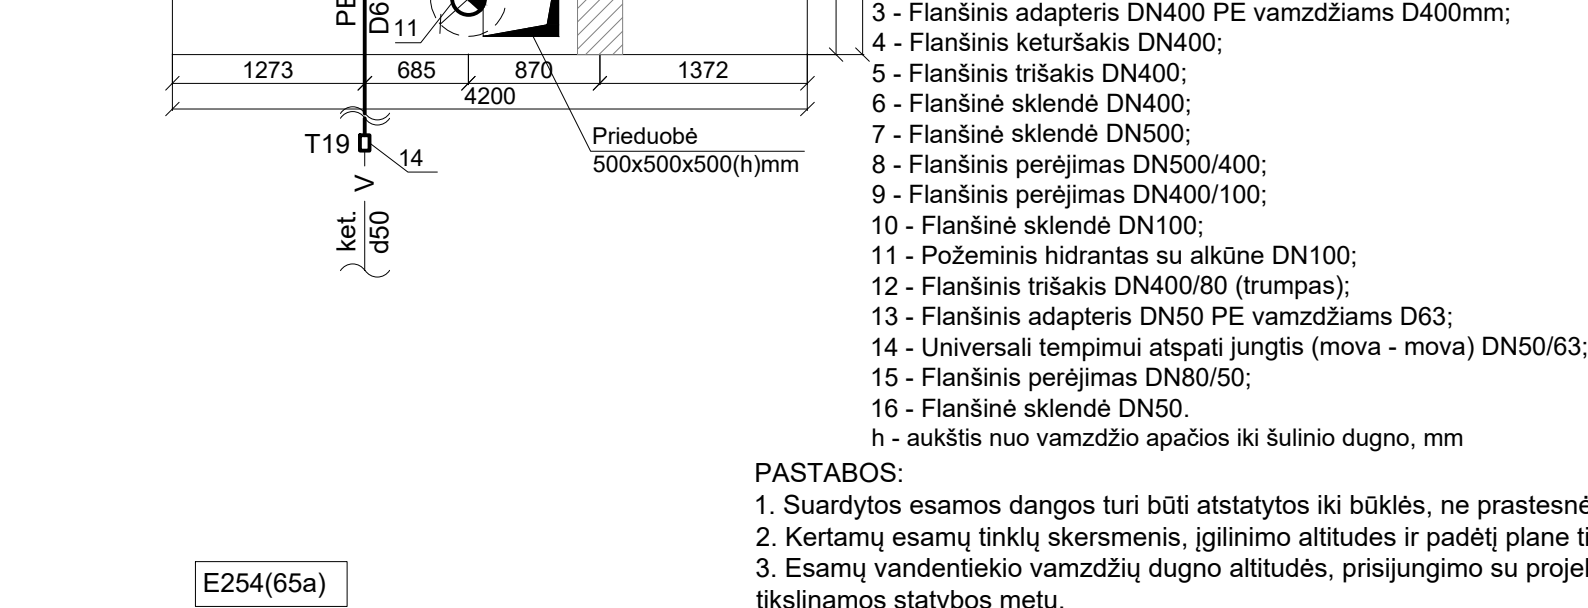 PE
D6
11
1273
685
870
1372
4200
T19
14
V
ket.
d50
Prieduobė
500x500x500(h)mm
3 - Flanšinis adapteris DN400 PE vamzdžiams D400mm;
4 - Flanšinis keturšakis DN400;
5 - Flanšinis trišakis DN400;
6 - Flanšinė sklendė DN400;
7 - Flanšinė sklendė DN500;
8 - Flanšinis perėjimas DN500/400;
9 - Flanšinis perėjimas DN400/100;
10 - Flanšinė sklendė DN100;
11 - Požeminis hidrantas su alkūne DN100;
12 - Flanšinis trišakis DN400/80 (trumpas);
13 - Flanšinis adapteris DN50 PE vamzdžiams D63;
14 - Universali tempimui atspati jungtis (mova - mova) DN50/63;
15 - Flanšinis perėjimas DN80/50;
16 - Flanšinė sklendė DN50.
h - aukštis nuo vamzdžio apačios iki šulinio dugno, mm
PASTABOS:
1. Suardytos esamos dangos turi būti atstatytos iki būklės, ne prastesnė
2. Kertamų esamų tinklų skersmenis, įgilinimo altitudes ir padėtį plane ti
3. Esamų vandentiekio vamzdžių dugno altitudės, prisijungimo su projek
tikslinamos statybos metu.
E254(65a)